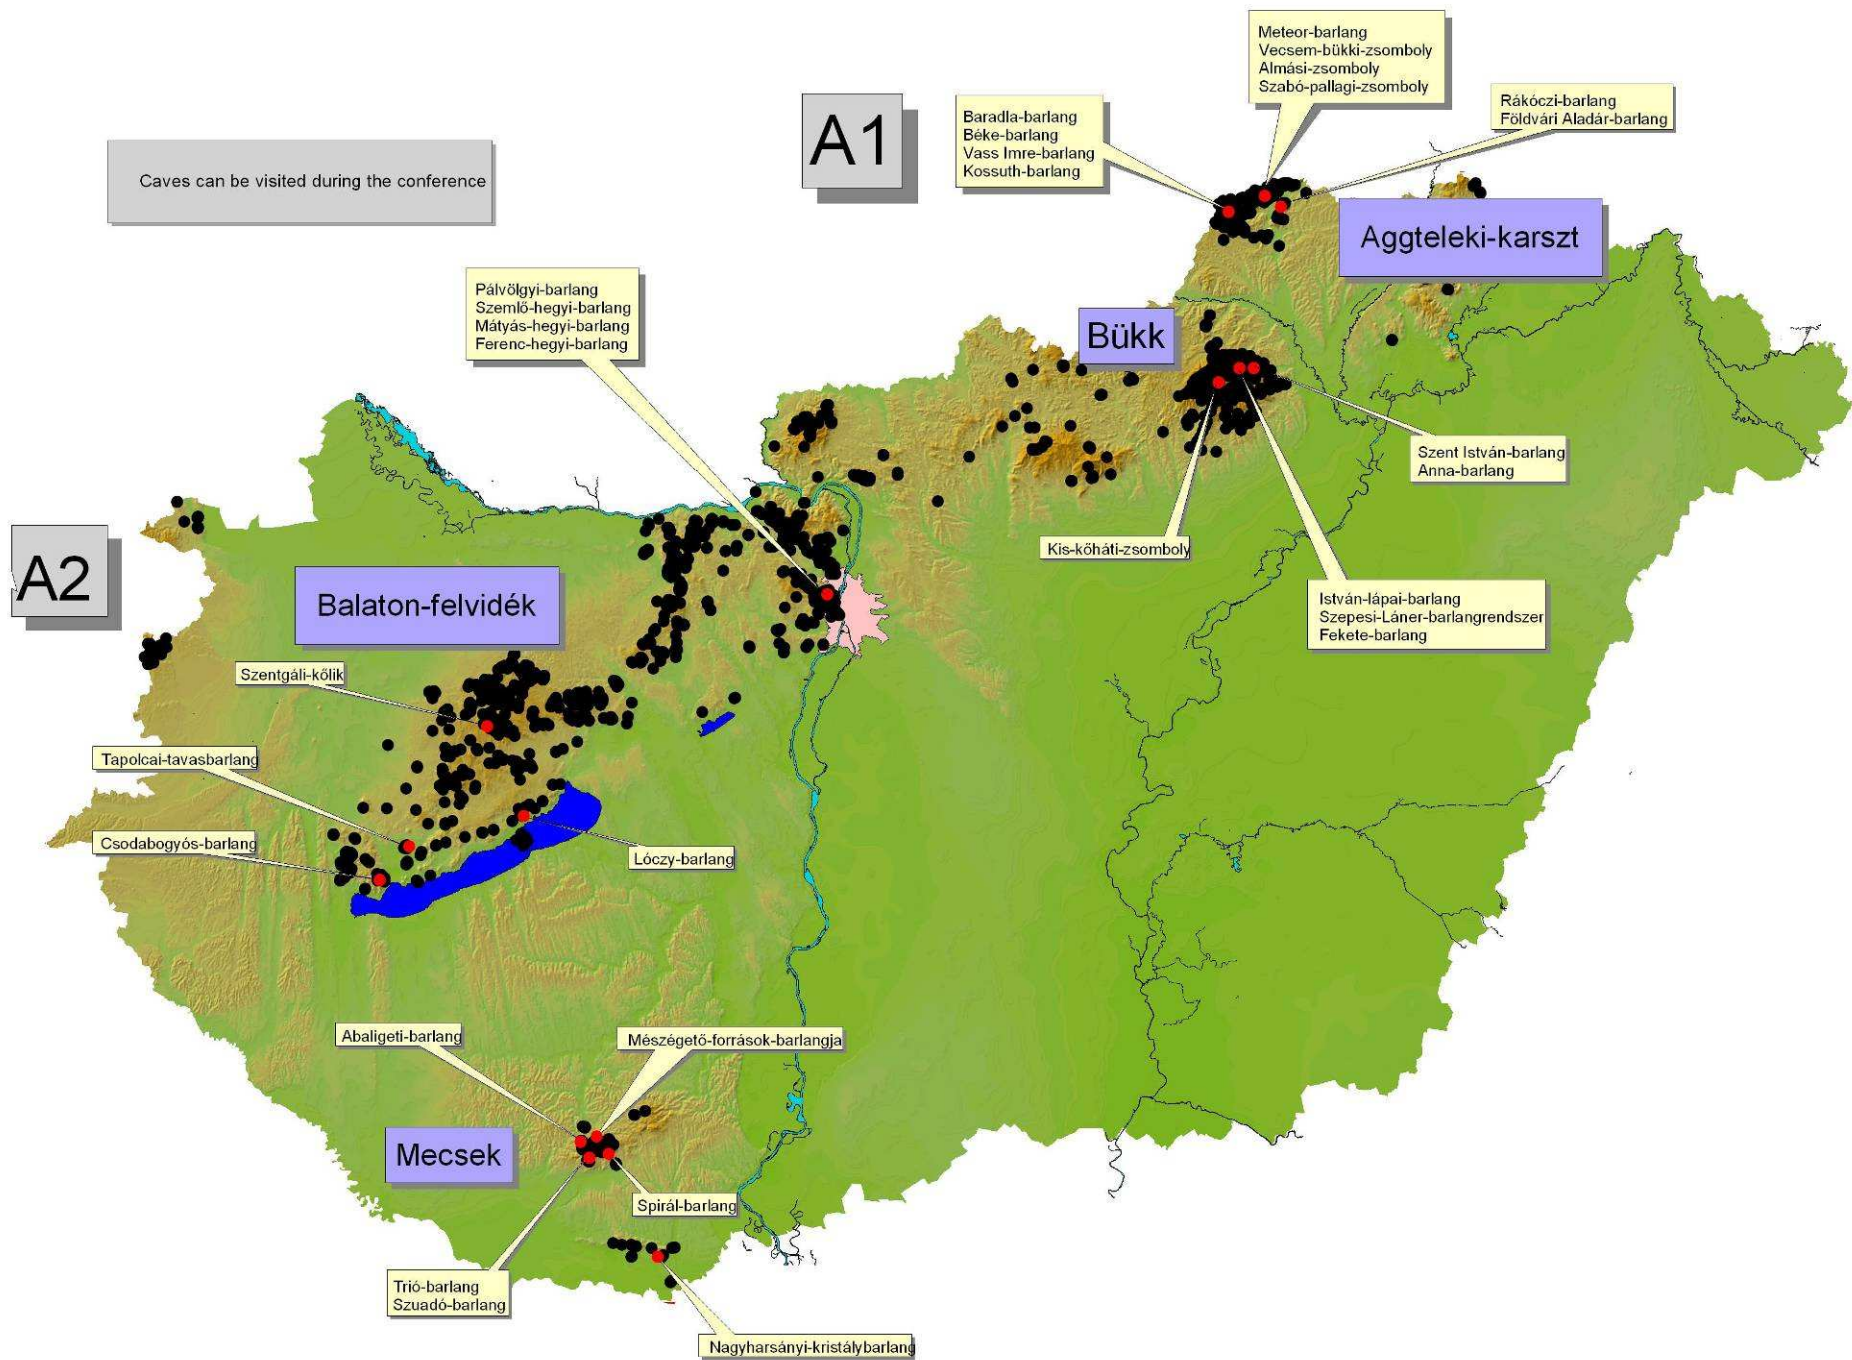 Meteor-barlang
Vecsem-bükki-zsomboly
Almási-zsomboly
Szabó-pallagi-zsomboly
A1
Rákóczi-barlang
Földvári Aladár-barlang
Baradla-barlang
Béke-barlang
Vass Imre-barlang
Kossuth-barlang
Caves can be visited during the conference
Aggteleki-karszt
Pálvölgyi-barlang
Szemlő-hegyi-barlang
Mátyás-hegyi-barlang
Ferenc-hegyi-barlang
Bükk
Szent István-barlang
Anna-barlang
Kis-kőháti-zsomboly
A2
Balaton-felvidék
István-lápai-barlang
Szepesi-Láner-barlangrendszer
Fekete-barlang
Szentgáli-kőlik
Tapolcai-tavasbarlang
Csodabogyós-barlang
Lóczy-barlang
Abaligeti-barlang
Mészégető-források-barlangja
Mecsek
Spirál-barlang
Trió-barlang
Szuadó-barlang
Nagyharsányi-kristálybarlang